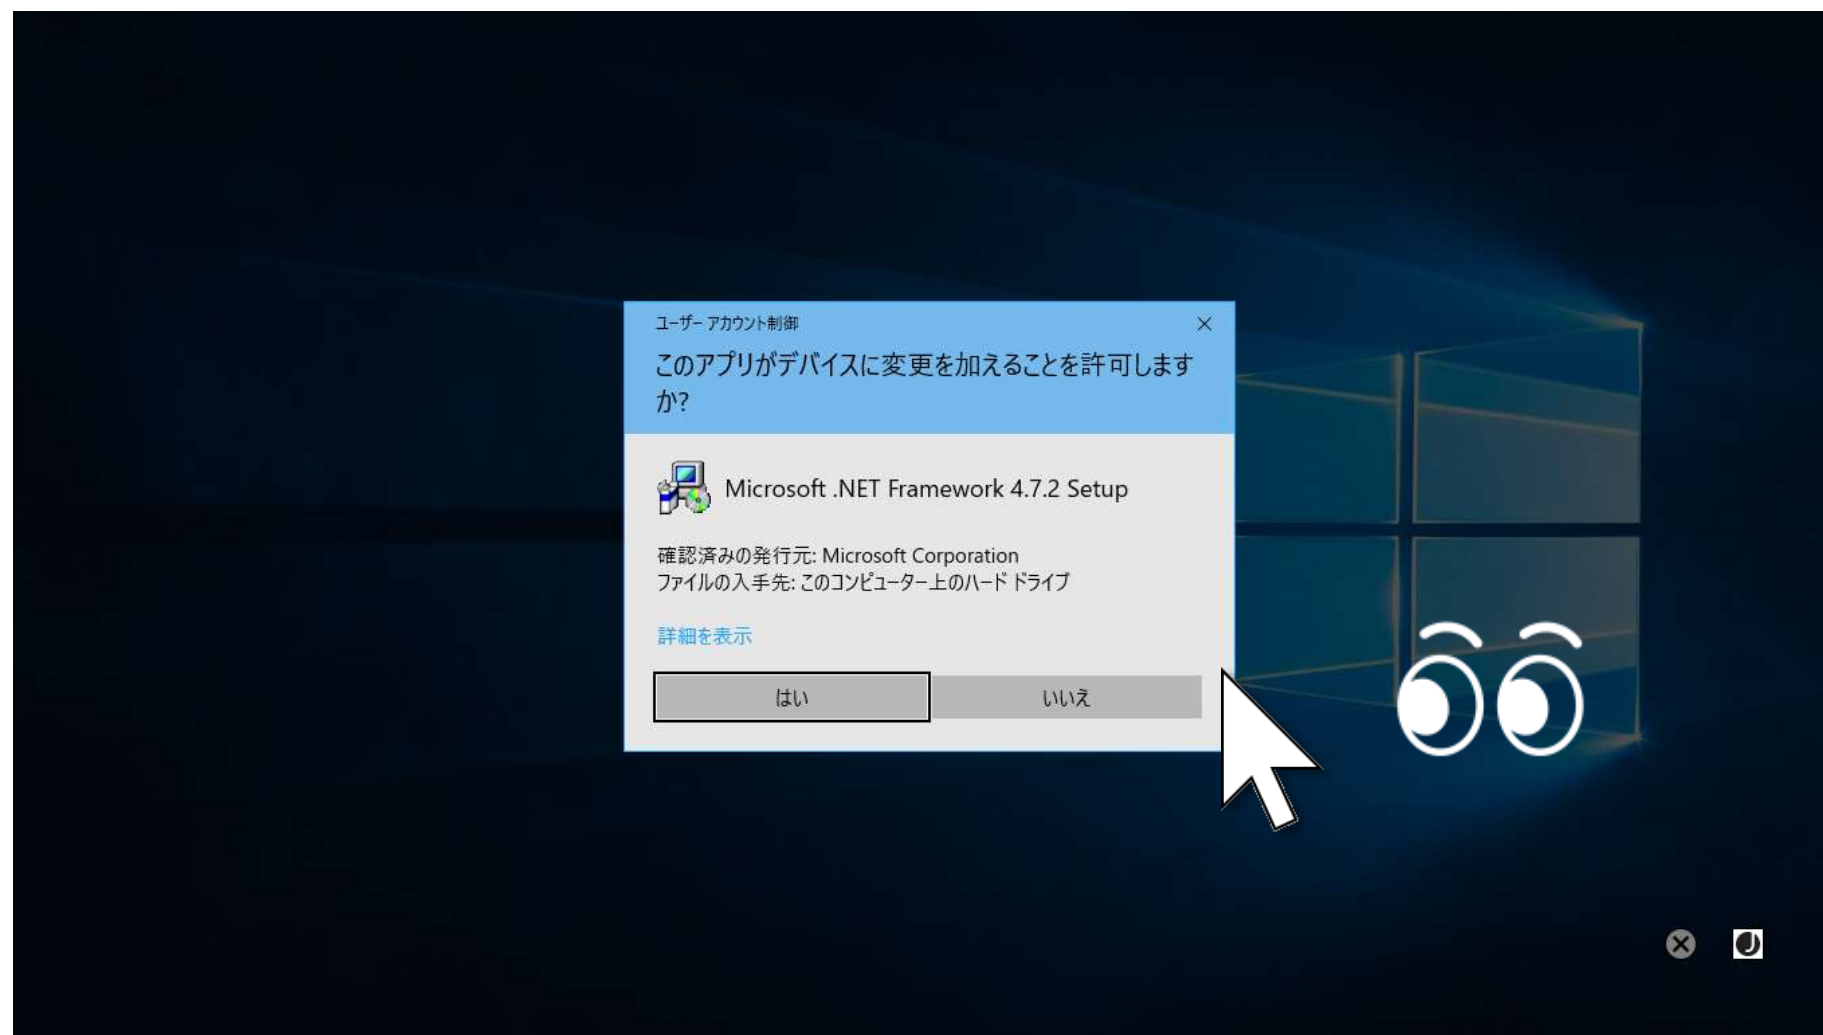 ユーザー アカウント制御
このアプリがデバイスに変更を加えることを許可します
か?
Microsoft .NET Framework 4.7.2 Setup
確認済みの発行元: Microsoft Corporation
ファイルの入手先: このコンピューター上のハード ドライブ
詳細を表示
はい
いいえ